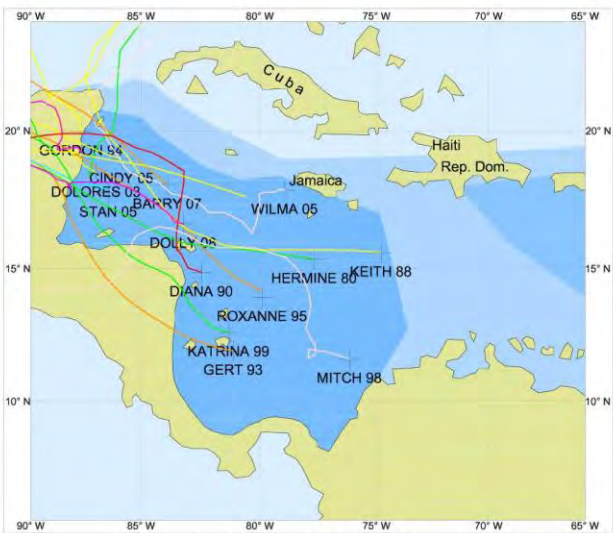 90° W 85° W 80° W 75° W 70° W 65° W
Cuba
20° N 20° N
Haiti
GORDON 94
Rep. Dom.
CINDY 05
Jamaica
DOLORES 03
BARRY 07
STAN 05
WILMA 05
DOLLY 08
15° N 15° N
HERMINE 80
KEITH 88
DIANA 90
ROXANNE 95
KATRINA 99
GERT 93
MITCH 98
10° N 10° N
90° W 85° W 80° W 75° W 70° W 65° W